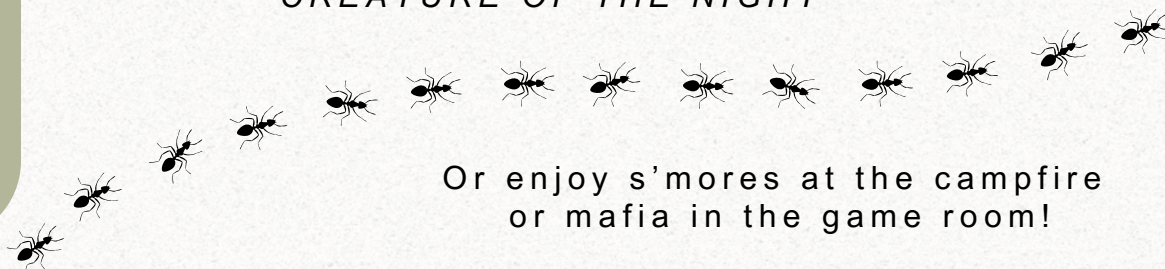 CREATURE OF THE NIGHT
Or enjoy s’mores at the campfire
or mafia in the game room!